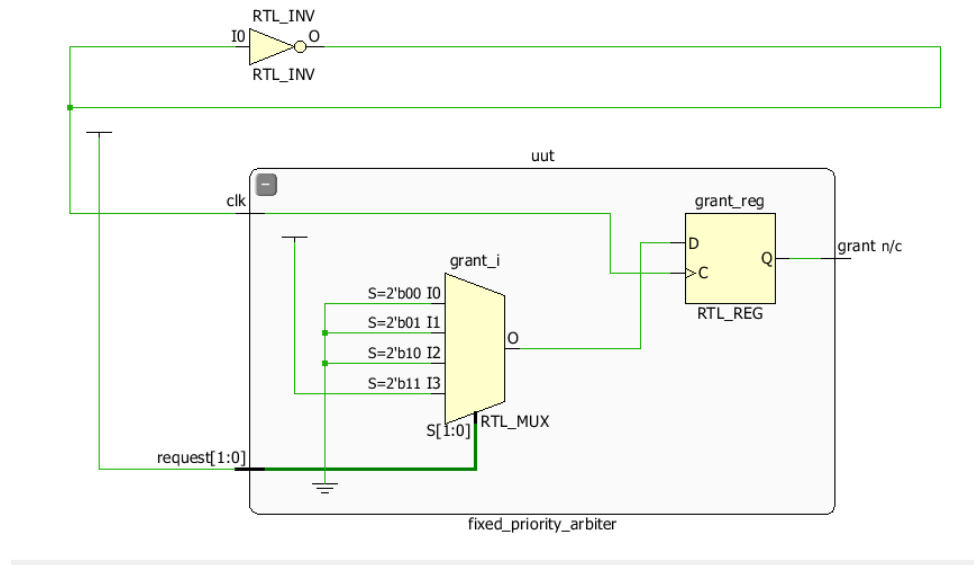 RTL_INV
I0
O
RTL_INV
uut
-
clk
grant_reg
D
C
Q
grant n/c
RTL_REG
grant_i
S=2'b00 I0
S=2'b01 I1
S=2'b10 I2
S=2'b11 I3
O
S[1:0]
RTL_MUX
request[1:0]
fixed_priority_arbiter